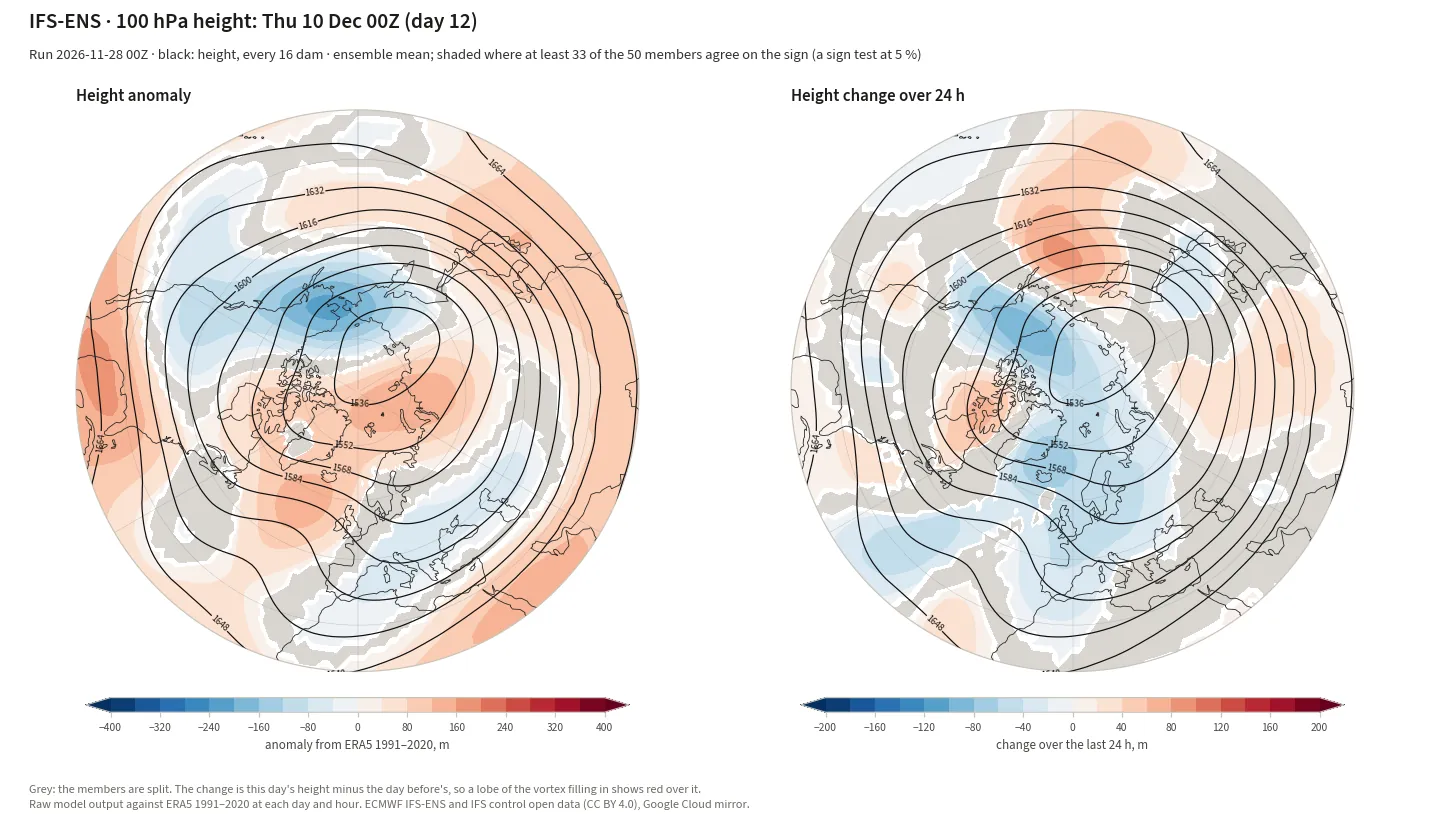 IFS-ENS · 100 hPa height: Thu 10 Dec 00Z (day 12)
Run 2026-11-28 00Z · black: height, every 16 dam · ensemble mean; shaded where at least 33 of the 50 members agree on the sign (a sign test at 5 %)
Height anomaly
Height change over 24 h
1664
1632
1616
1600
1536
1552
1568
1584
1664
1648
1664
1632
1616
1600
1536
1552
1568
1584
1664
1648
−400 −320 −240 −160 −80 0 80 160 240 320 400
anomaly from ERA5 1991–2020, m
−200 −160 −120 −80 −40 0 40 80 120 160 200
change over the last 24 h, m
Grey: the members are split. The change is this day's height minus the day before's, so a lobe of the vortex filling in shows red over it.
Raw model output against ERA5 1991–2020 at each day and hour. ECMWF IFS-ENS and IFS control open data (CC BY 4.0), Google Cloud mirror.